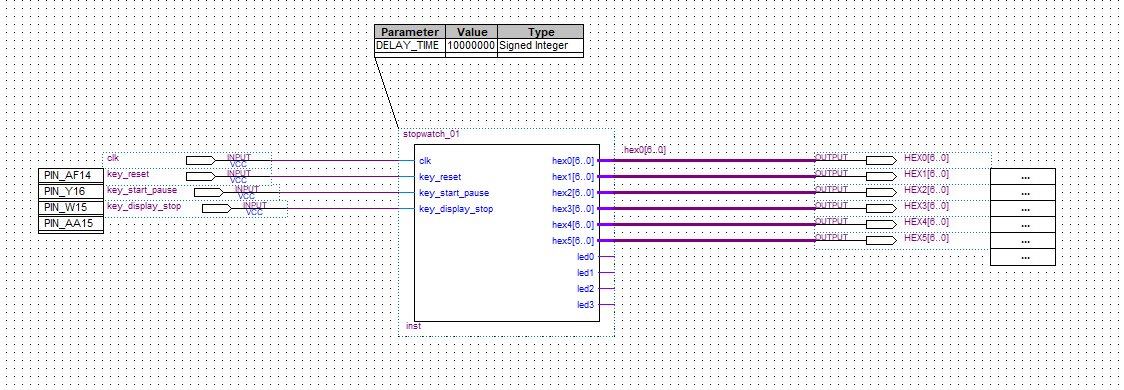 Parameter Value Type
DELAY_TIME 10000000 Signed Integer
stopwatch_01
clk INPUT VCC
key_reset INPUT VCC
key_start_pause INPUT VCC
key_display_stop INPUT VCC
PIN_AF14
PIN_Y16
PIN_W15
PIN_AA15
clk
key_reset
key_start_pause
key_display_stop
hex0[6..0]
hex1[6..0]
hex2[6..0]
hex3[6..0]
hex4[6..0]
hex5[6..0]
led0
led1
led2
led3
inst
hex0[6..0]
OUTPUT HEX0[6..0]
OUTPUT HEX1[6..0]
OUTPUT HEX2[6..0]
OUTPUT HEX3[6..0]
OUTPUT HEX4[6..0]
OUTPUT HEX5[6..0]
...
...
...
...
...
...